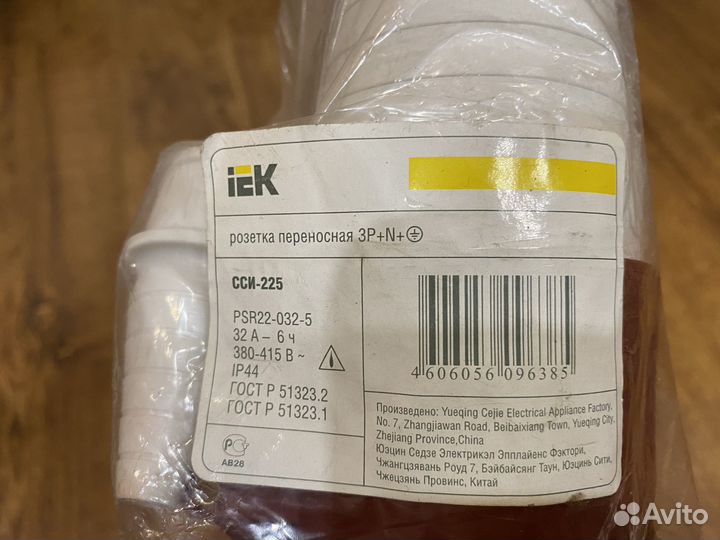 iEK
розетка переносная 3P+N+
ССИ-225
PSR22-032-5
32 А – 6 ч
380-415 В ~
IP44
ГОСТ Р 51323.2
ГОСТ Р 51323.1
РС
АВ28
4 606056 096385
Произведено: Yueqing Cejie Electrical Appliance Factory,
No. 7, Zhangjiawan Road, Beibaixiang Town, Yueqing City,
Zhejiang Province,China
Юэцин Седзе Электрикэл Эпплайенс Фэктори,
Чжангцзявань Роуд 7, Бэйбайсянг Таун, Юэцинь Сити,
Чжецзянь Провинс, Китай
Avito